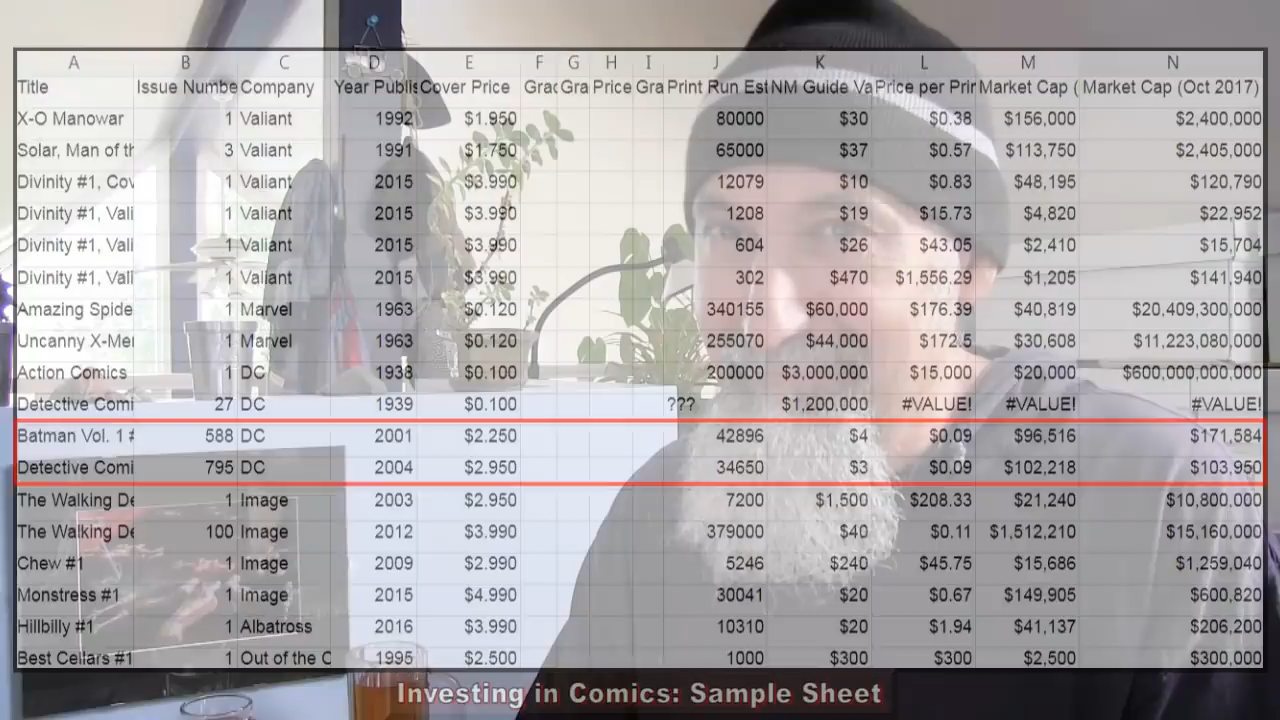 A B C D E F G H I J K L M N
Title Issue Numbe Company Year Publis Cover Price Grad Gra Price Gra Print Run Est NM Guide Va Price per Prin Market Cap ( Market Cap (Oct 2017)
X-O Manowar 1 Valiant 1992 $1.950 80000 $30 $0.38 $156,000 $2,400,000
Solar, Man of th 3 Valiant 1991 $1.750 65000 $37 $0.57 $113,750 $2,405,000
Divinity #1, Cov 1 Valiant 2015 $3.990 12079 $10 $0.83 $48,195 $120,790
Divinity #1, Vali 1 Valiant 2015 $3.990 1208 $19 $15.73 $4,820 $22,952
Divinity #1, Vali 1 Valiant 2015 $3.990 604 $26 $43.05 $2,410 $15,704
Divinity #1, Vali 1 Valiant 2015 $3.990 302 $470 $1,556.29 $1,205 $141,940
Amazing Spide 1 Marvel 1963 $0.120 340155 $60,000 $176.39 $40,819 $20,409,300,000
Uncanny X-Mer 1 Marvel 1963 $0.120 255070 $44,000 $172.5 $30,608 $11,223,080,000
Action Comics 1 DC 1938 $0.100 200000 $3,000,000 $15,000 $20,000 $600,000,000,000
Detective Comi 27 DC 1939 $0.100 ??? $1,200,000 #VALUE! #VALUE! #VALUE!
Batman Vol. 1 # 588 DC 2001 $2.250 42896 $4 $0.09 $96,516 $171,584
Detective Comi 795 DC 2004 $2.950 34650 $3 $0.09 $102,218 $103,950
The Walking De 1 Image 2003 $2.950 7200 $1,500 $208.33 $21,240 $10,800,000
The Walking De 100 Image 2012 $3.990 379000 $40 $0.11 $1,512,210 $15,160,000
Chew #1 1 Image 2009 $2.990 5246 $240 $45.75 $15,686 $1,259,040
Monstress #1 1 Image 2015 $4.990 30041 $20 $0.67 $149,905 $600,820
Hillbilly #1 1 Albatross 2016 $3.990 10310 $20 $1.94 $41,137 $206,200
Best Cellars #1 1 Out of the C 1995 $2.500 1000 $300 $300 $2,500 $300,000
Investing in Comics: Sample Sheet